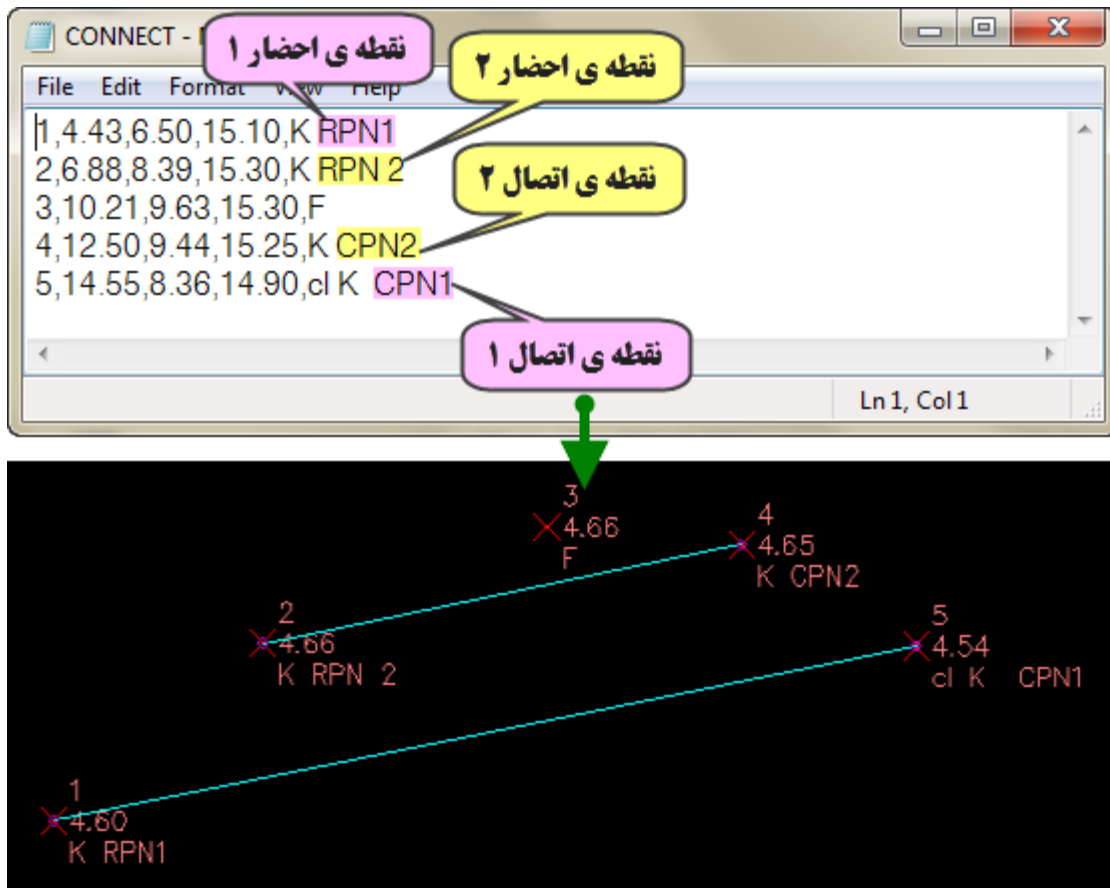 CONNECT -
نقطه ی احضار ۱
نقطه ی احضار ۲
File Edit Format View Help
1,4.43,6.50,15.10,K RPN1
2,6.88,8.39,15.30,K RPN 2
نقطه ی اتصال ۲
3,10.21,9.63,15.30,F
4,12.50,9.44,15.25,K CPN2
5,14.55,8.36,14.90,cl K  CPN1
نقطه ی اتصال ۱
Ln 1, Col 1
3
4.66
F
4
4.65
K CPN2
2
4.66
K RPN 2
5
4.54
cl K  CPN1
1
4.60
K RPN1